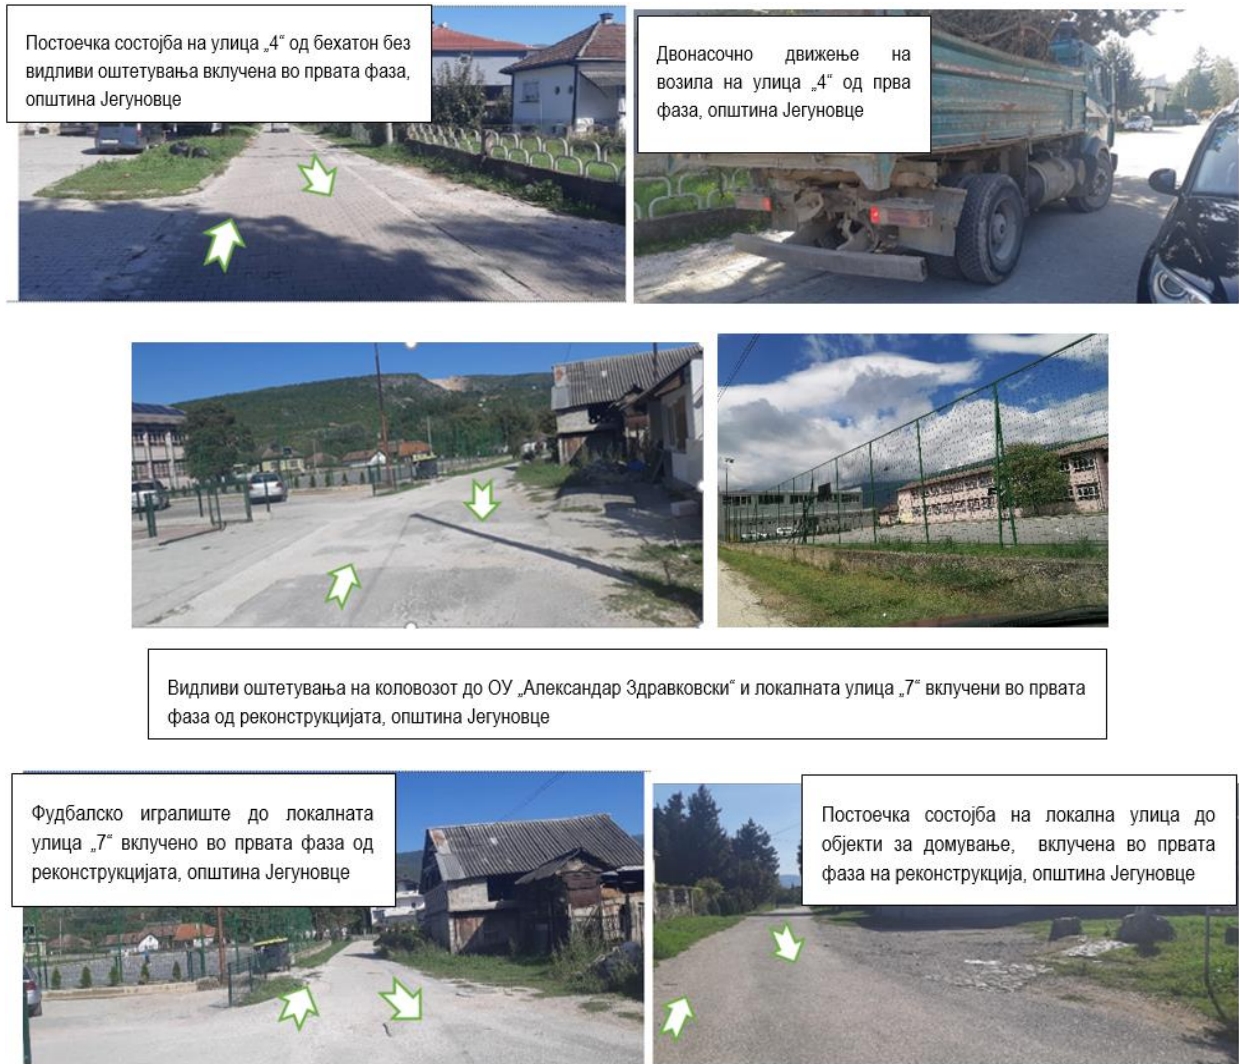 Постоечка состојба на улица „4“ од бехатон без
видливи оштетувања вклучена во првата фаза,
општина Јегуновце
Двонасочно движење на
возила на улица „4“ од прва
фаза, општина Јегуновце
Видливи оштетувања на коловозот до ОУ „Александар Здравковски“ и локалната улица „7“ вклучени во првата
фаза од реконструкцијата, општина Јегуновце
Фудбалско игралиште до локалната
улица „7“ вклучено во првата фаза од
реконструкцијата, општина Јегуновце
Постоечка состојба на локална улица до
објекти за домување, вклучена во првата
фаза на реконструкција, општина Јегуновце